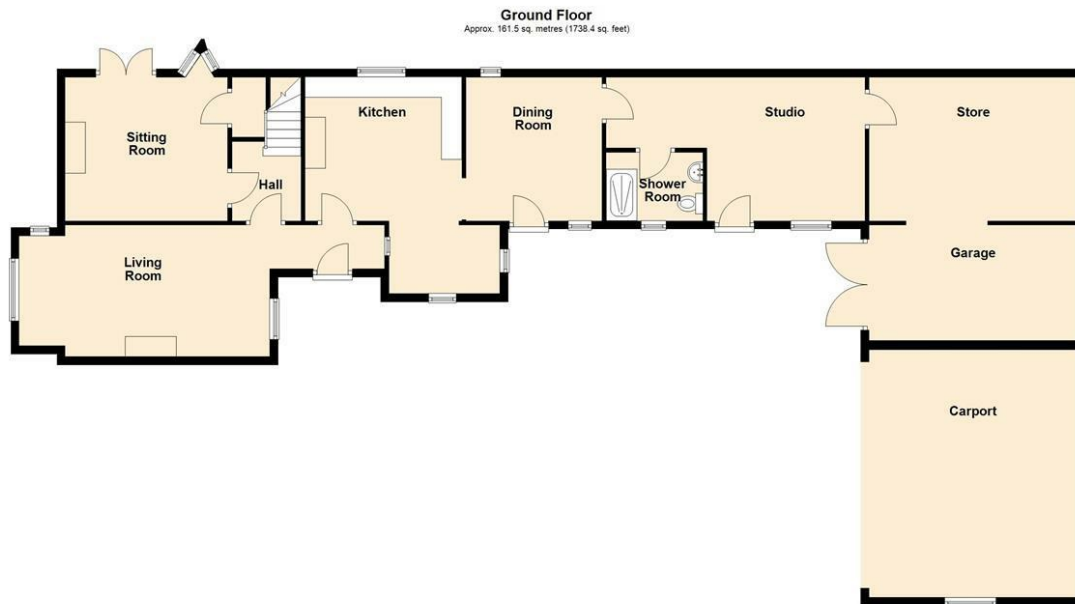 Ground Floor
Approx. 161.5 sq. metres (1738.4 sq. feet)
Kitchen
Dining
Room
Studio
Store
Sitting
Room
Hall
Shower
Room
Living
Room
Garage
Carport